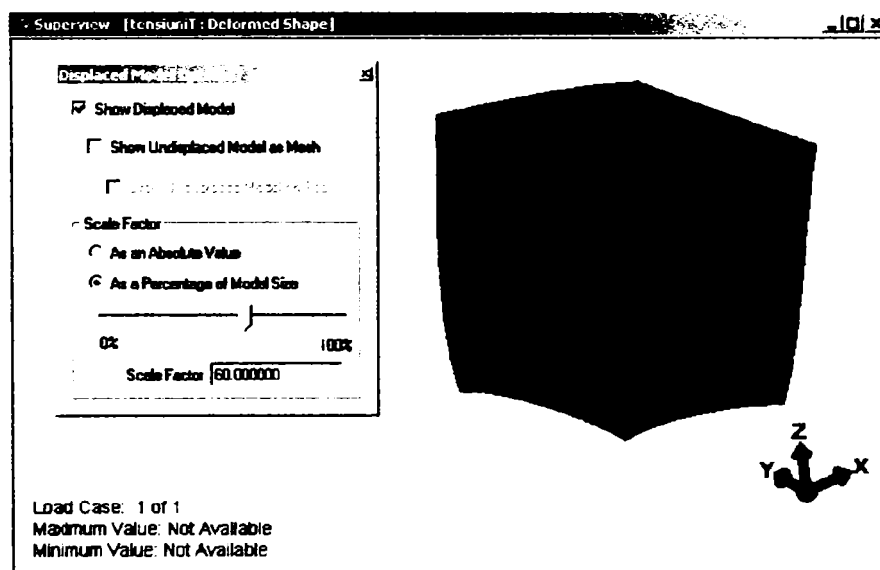 Superview [tensiuniT : Deformed Shape]
Displaced
Show Displaced Model
Show Undisplaced Model as Mesh
Scale Factor
As an Absolute Value
As a Percentage of Model Size
0% 100%
Scale Factor 60.000000
Z
Y X
Load Case: 1 of 1
Maximum Value: Not Available
Minimum Value: Not Available